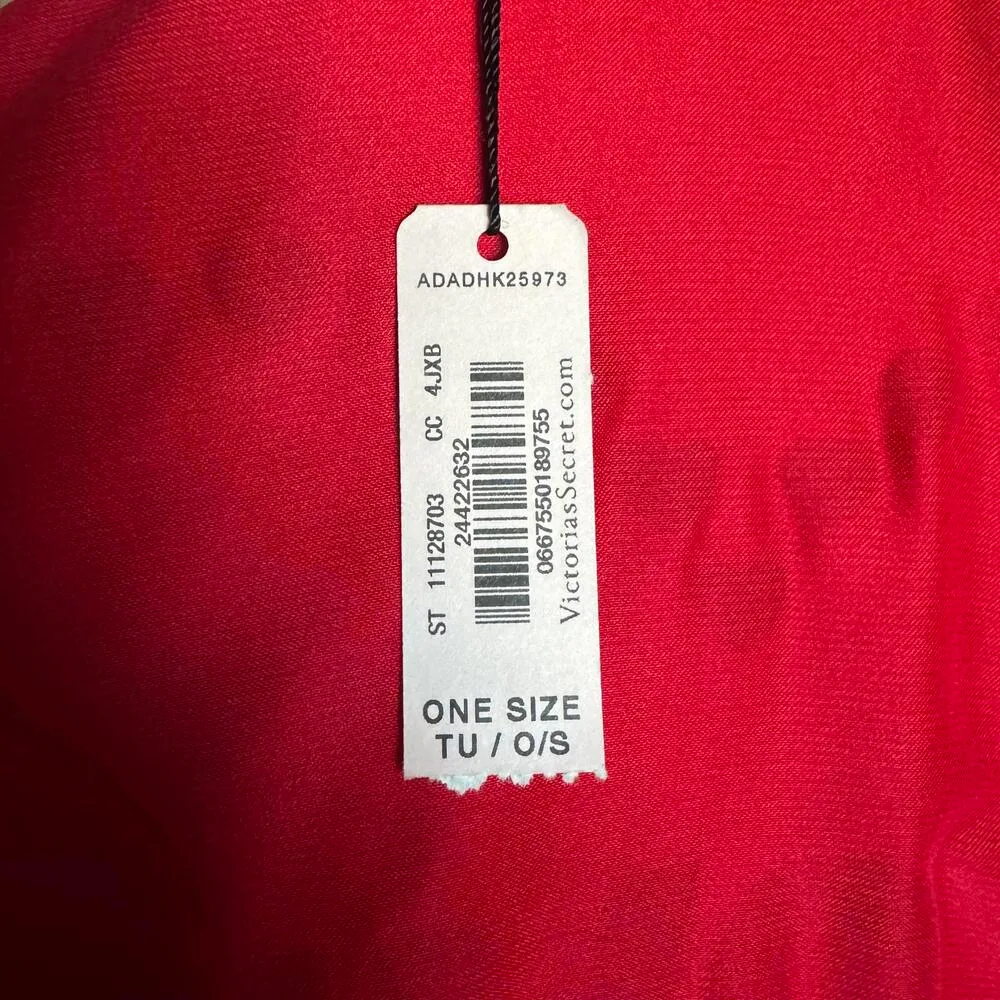 ADADHK25973
ST 11128703 CC 4JXB
24422632
0667550189755
VictoriasSecret.com
ONE SIZE
TU / O/S